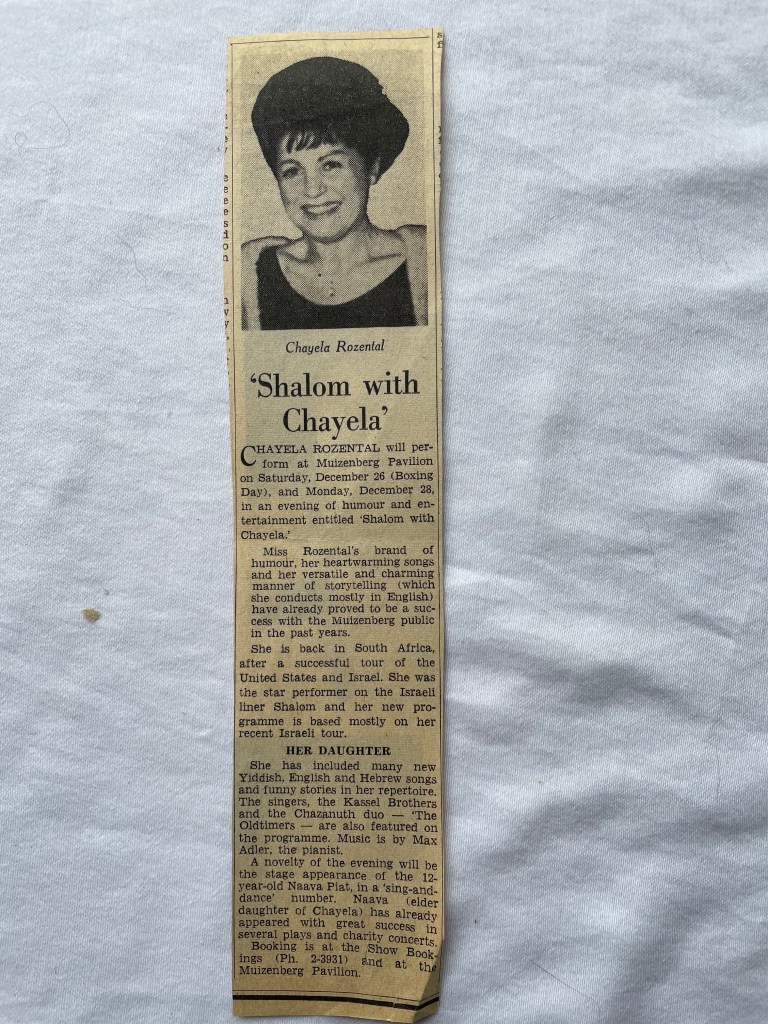 Chayela Rozental
'Shalom with
Chayela'
CHAYELA ROZENTAL will per-
form at Muizenberg Pavilion
on Saturday, December 26 (Boxing
Day), and Monday, December 28,
in an evening of humour and en-
tertainment entitled 'Shalom with
Chayela.'
Miss Rozental's brand of
humour, her heartwarming songs
and her versatile and charming
manner of storytelling (which
she conducts mostly in English)
have already proved to be a suc-
cess with the Muizenberg public
in the past years.
She is back in South Africa,
after a successful tour of the
United States and Israel. She was
the star performer on the Israeli
liner Shalom and her new pro-
gramme is based mostly on her
recent Israeli tour.
HER DAUGHTER
She has included many new
Yiddish, English and Hebrew songs
and funny stories in her repertoire.
The singers, the Kassel Brothers
and the Chazanuth duo — 'The
Oldtimers — are also featured on
the programme. Music is by Max
Adler, the pianist.
A novelty of the evening will be
the stage appearance of the 12-
year-old Naava Piat, in a 'sing-and-
dance' number. Naava (elder
daughter of Chayela) has already
appeared with great success in
several plays and charity concerts.
Booking is at the Show Book-
ings (Ph. 2-3931) and at the
Muizenberg Pavilion.